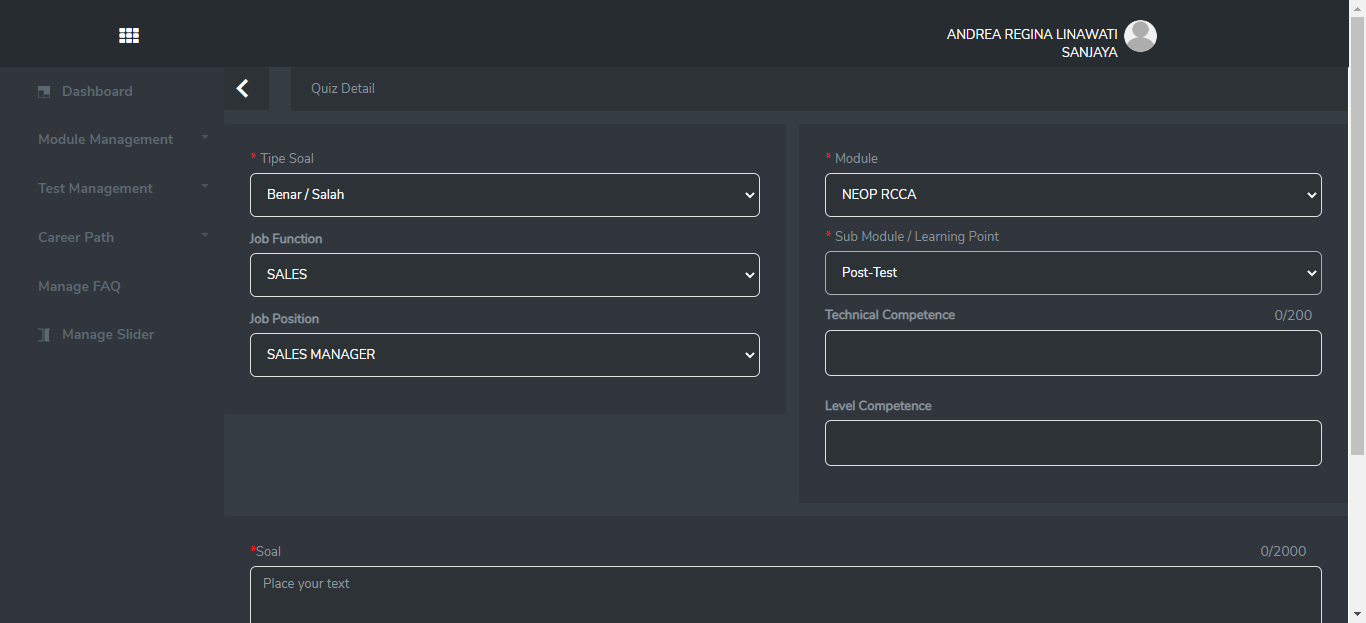 ANDREA REGINA LINAWATI
SANJAYA
Dashboard
Module Management
Test Management
Career Path
Manage FAQ
Manage Slider
Quiz Detail
* Tipe Soal
Benar / Salah
Job Function
SALES
Job Position
SALES MANAGER
* Module
NEOP RCCA
* Sub Module / Learning Point
Post-Test
Technical Competence 0/200
Level Competence
*Soal 0/2000
Place your text